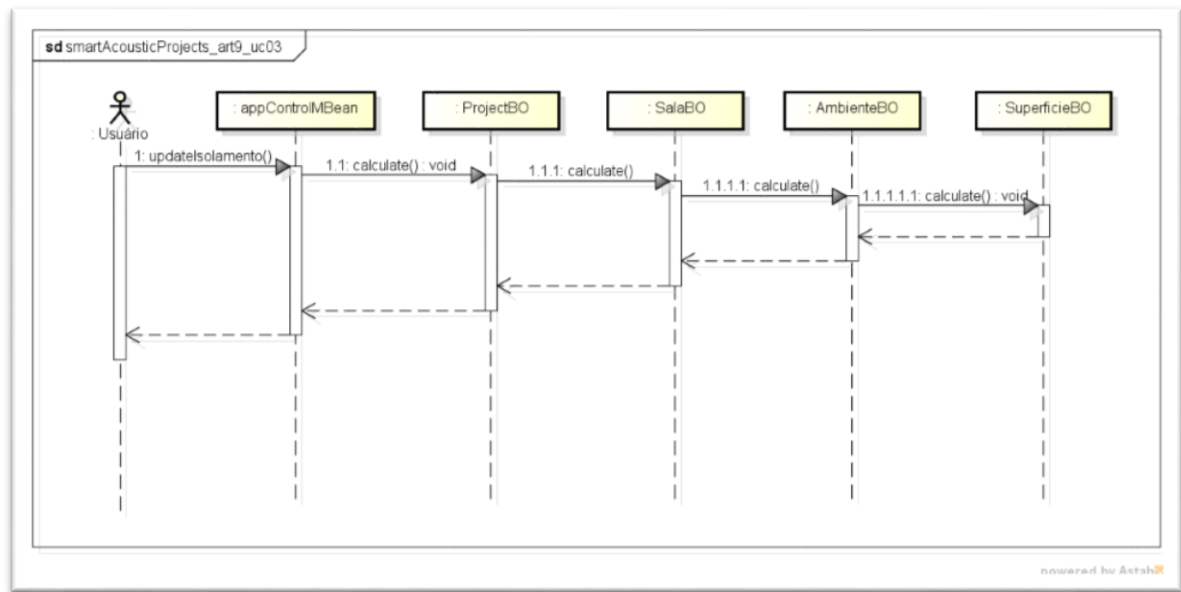 sd smartAcousticProjects_art9_uc03
: Usuário
: appControlMBean
: ProjectBO
: SalaBO
: AmbienteBO
: SuperficieBO
1: updateIsolamento()
1.1: calculate() : void
1.1.1: calculate()
1.1.1.1: calculate()
1.1.1.1.1: calculate() : void
powered by Astah